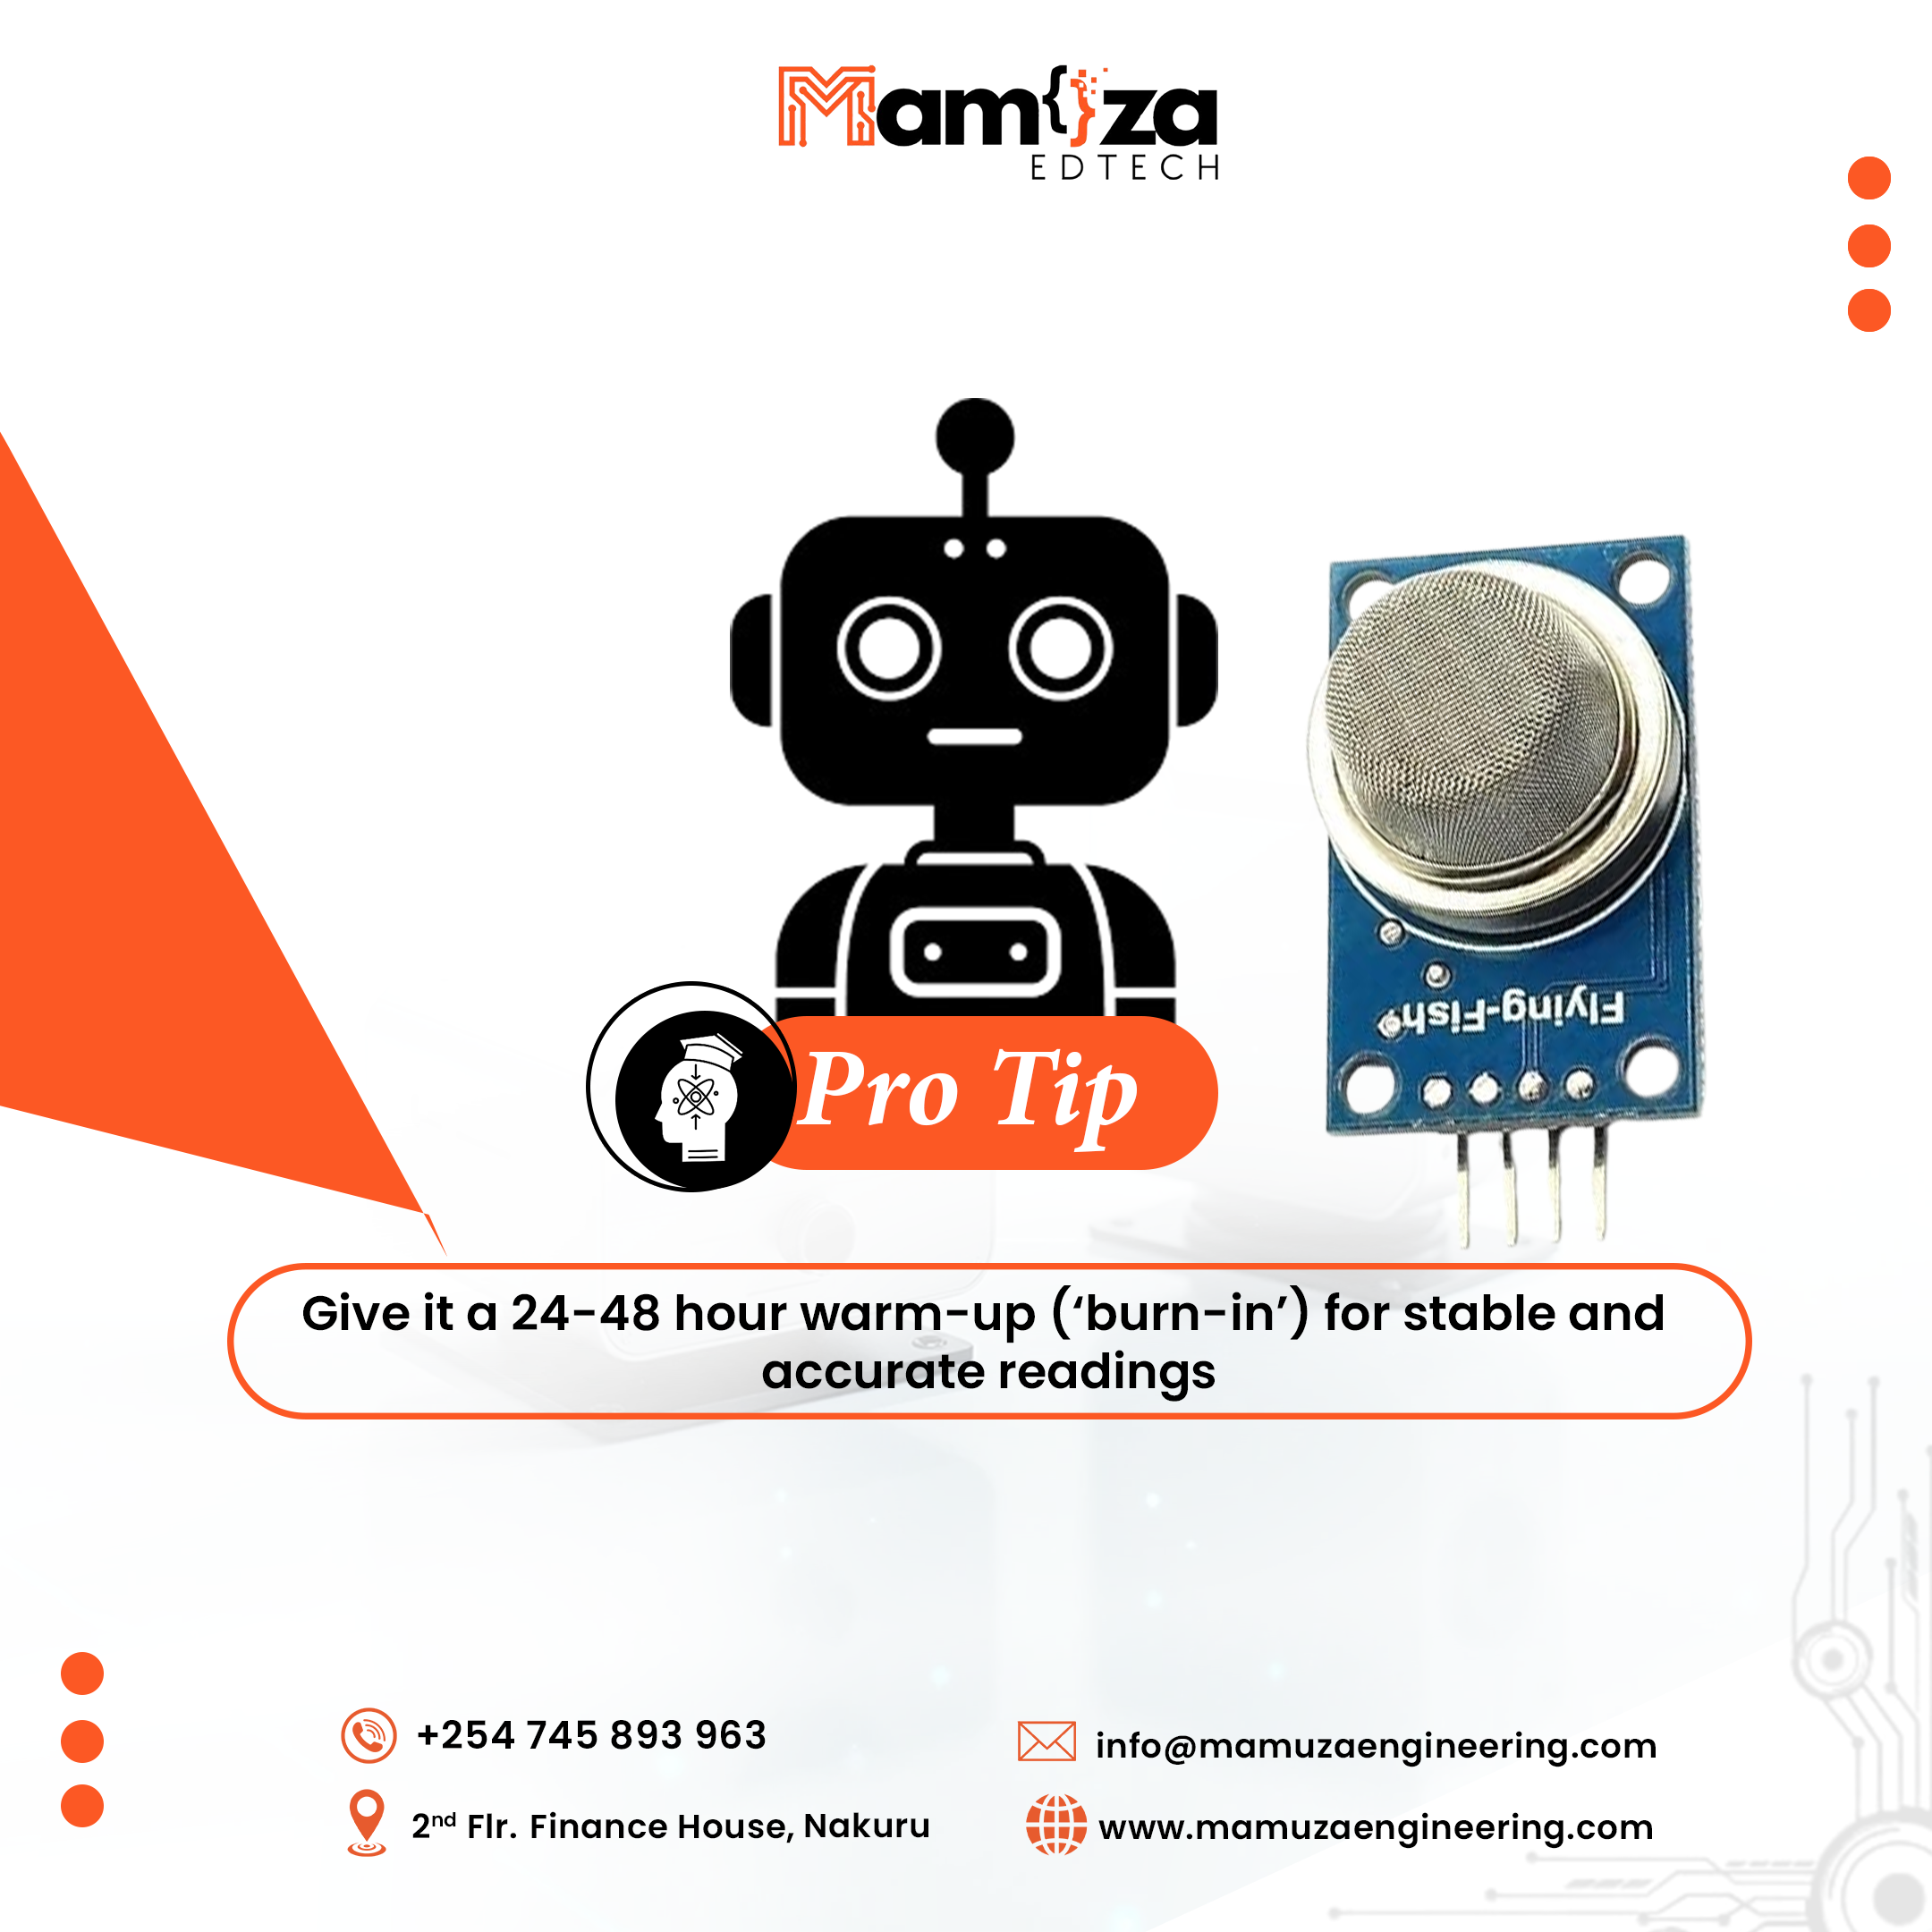 Mam{}za
EDTECH
Flying-Fish
Pro Tip
Give it a 24-48 hour warm-up (‘burn-in’) for stable and
accurate readings
+254 745 893 963
info@mamuzaengineering.com
2nd Flr. Finance House, Nakuru
www.mamuzaengineering.com